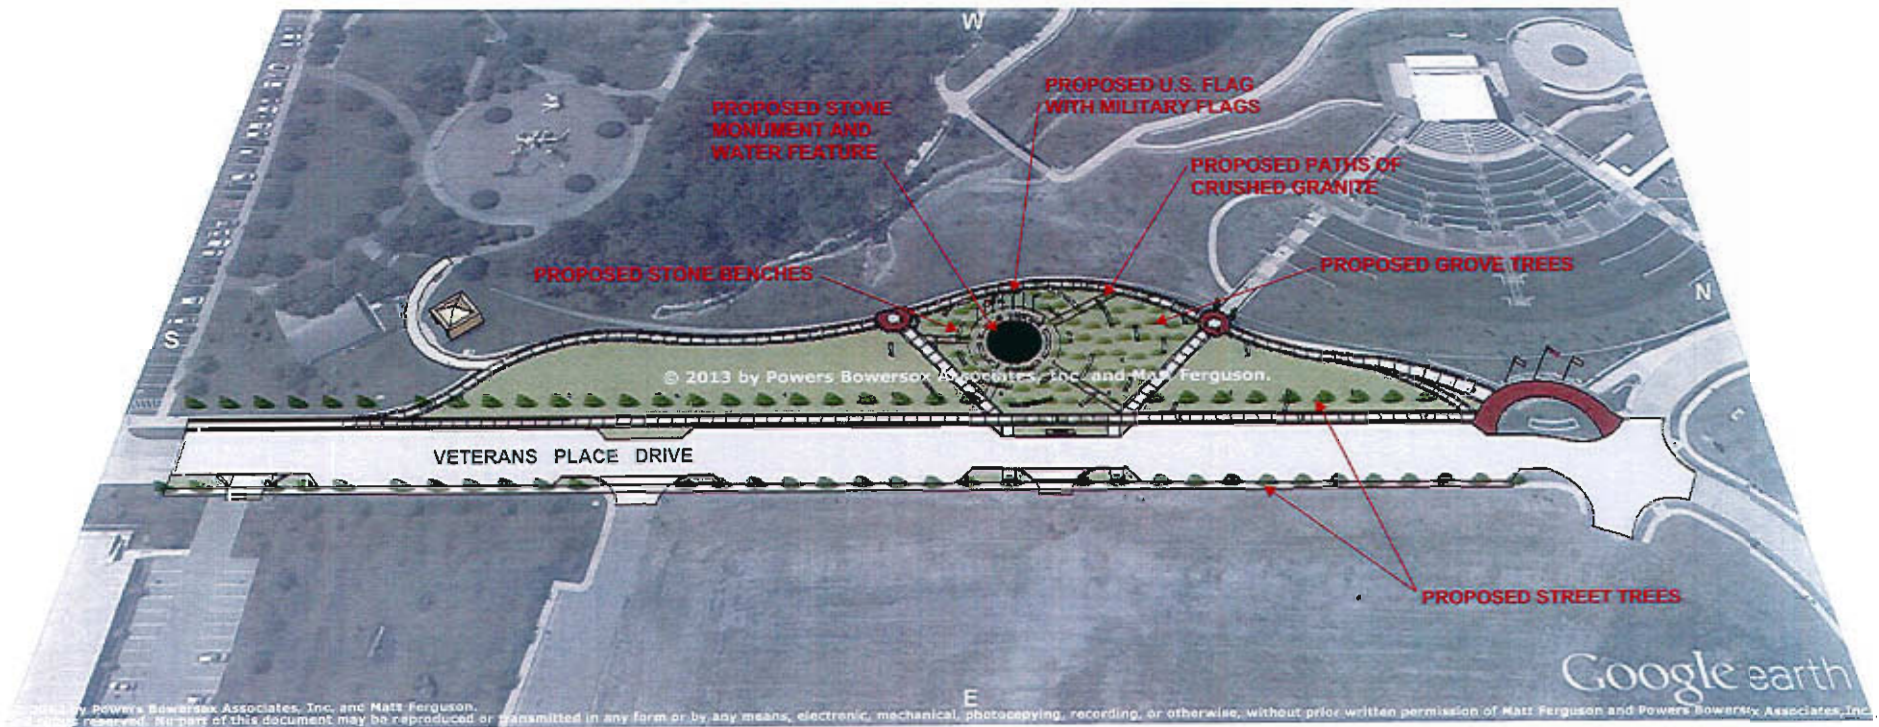 W
PROPOSED U.S. FLAG
WITH MILITARY FLAGS
PROPOSED STONE
MONUMENT AND
WATER FEATURE
PROPOSED PATHS OF
CRUSHED GRANITE
PROPOSED STONE BENCHES
PROPOSED GROVE TREES
N
S
© 2013 by Powers Bowersox Associates, Inc. and Matt Ferguson.
VETERANS PLACE DRIVE
PROPOSED STREET TREES
Google earth
E
by Powers Bowersox Associates, Inc. and Matt Ferguson.
reserved. No part of this document may be reproduced or transmitted in any form or by any means, electronic, mechanical, photocopying, recording, or otherwise, without prior written permission of Matt Ferguson and Powers Bowersox Associates, Inc.